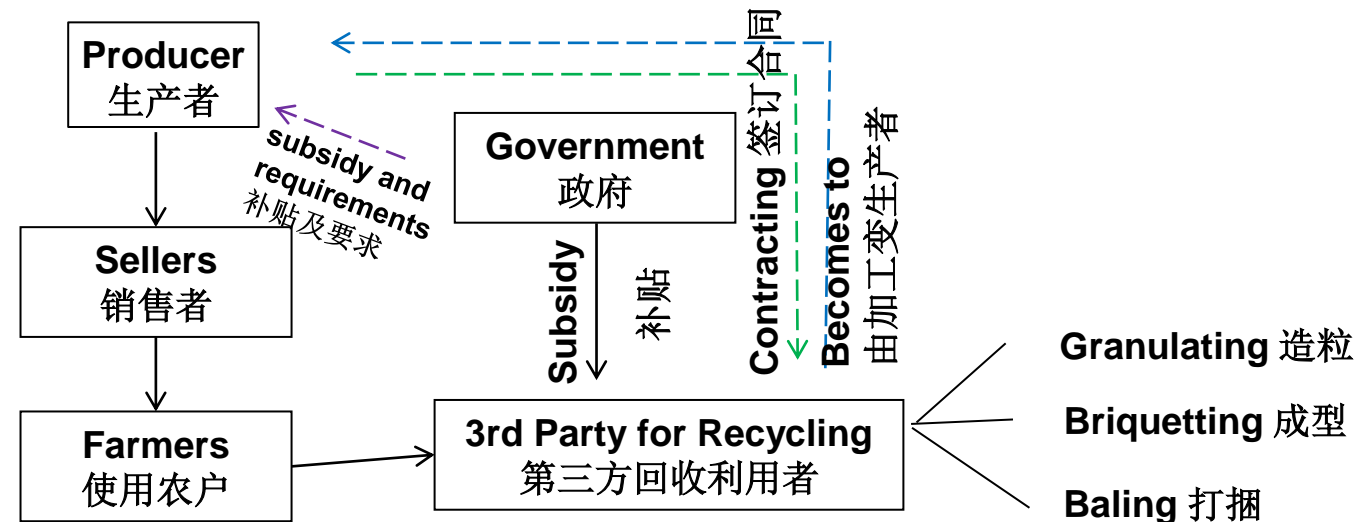 Producer
生产者
subsidy and
requirements
补贴及要求
Government
政府
Contracting 签订 合同
Becomes to
由加工变生产者
Sellers
销售者
Subsidy
补贴
Farmers
使用农户
3rd Party for Recycling
第三方回收利用者
Granulating 造粒
Briquetting 成型
Baling 打捆